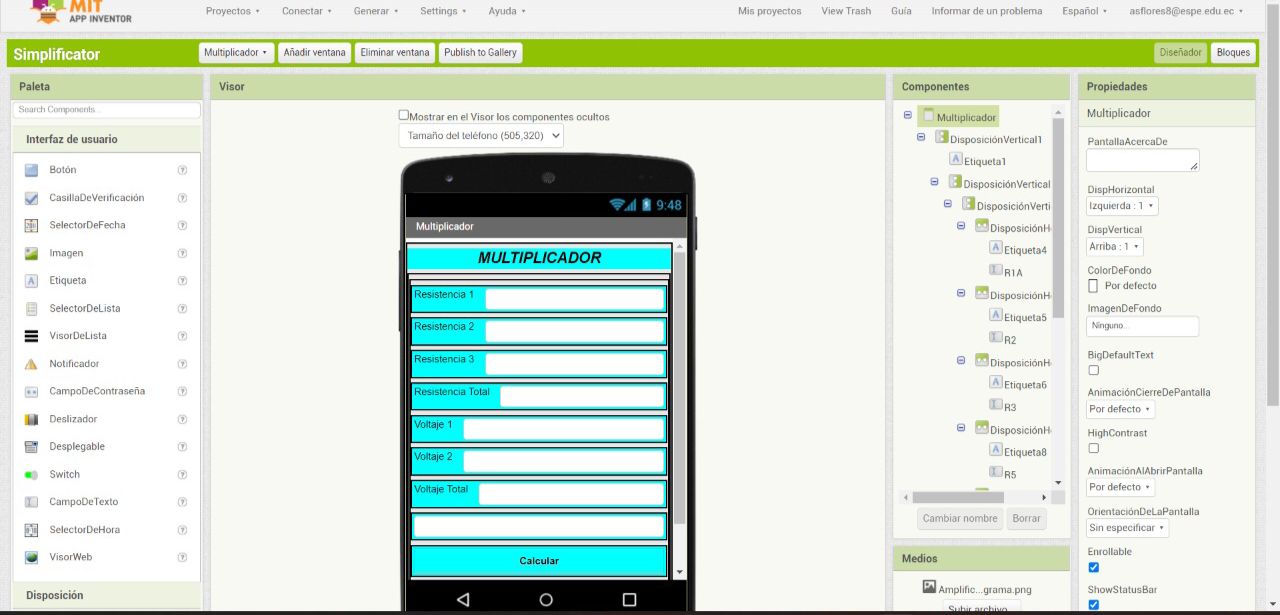 MIT
APP INVENTOR
Proyectos
Conectar
Generar
Settings
Ayuda
Mis proyectos
View Trash
Guía
Informar de un problema
Español
asflores8@espe.edu.ec
Simplificator
Multiplicador
Añadir ventana
Eliminar ventana
Publish to Gallery
Diseñador
Bloques
Paleta
Search Components...
Interfaz de usuario
Botón
CasillaDeVerificación
SelectorDeFecha
Imagen
Etiqueta
SelectorDeLista
VisorDeLista
Notificador
CampoDeContraseña
Deslizador
Desplegable
Switch
CampoDeTexto
SelectorDeHora
VisorWeb
Disposición
Visor
Mostrar en el Visor los componentes ocultos
Tamaño del teléfono (505,320)
9:48
Multiplicador
MULTIPLICADOR
Resistencia 1
Resistencia 2
Resistencia 3
Resistencia Total
Voltaje 1
Voltaje 2
Voltaje Total
Calcular
Componentes
Multiplicador
DisposiciónVertical1
Etiqueta1
DisposiciónVertical
DisposiciónVerti
DisposiciónH
Etiqueta4
R1A
DisposiciónH
Etiqueta5
R2
DisposiciónH
Etiqueta6
R3
DisposiciónH
Etiqueta8
R5
Cambiar nombre
Borrar
Medios
Amplific...grama.png
Subir archivo
Propiedades
Multiplicador
PantallaAcercaDe
DispHorizontal
Izquierda : 1
DispVertical
Arriba : 1
ColorDeFondo
Por defecto
ImagenDeFondo
Ninguno...
BigDefaultText
AnimaciónCierreDePantalla
Por defecto
HighContrast
AnimaciónAlAbrirPantalla
Por defecto
OrientaciónDeLaPantalla
Sin especificar
Enrollable
ShowStatusBar